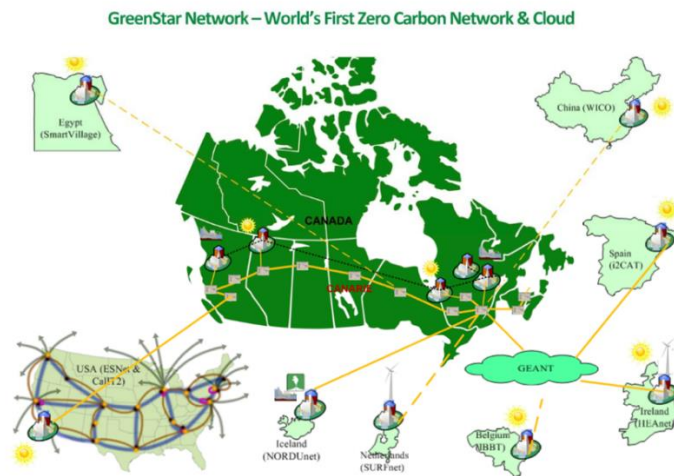 GreenStar Network – World's First Zero Carbon Network & Cloud
Egypt
(SmartVillage)
China (WICO)
CANADA
Spain
(i2CAT)
CANARIE
USA (ESNet &
CalIT2)
GEANT
Iceland
(NORDUnet)
Netherlands
(SURFnet)
Belgium
(IBBT)
Ireland
(HEAnet)